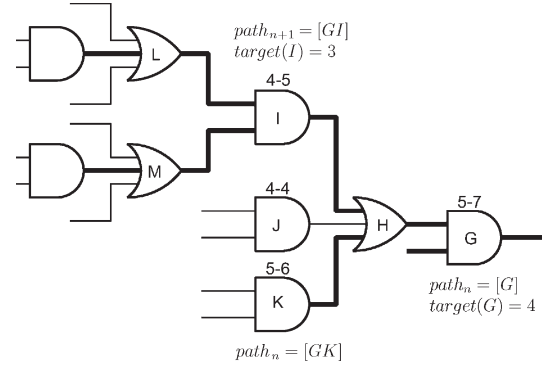 path_{n+1} = [GI]
target(I) = 3
L
4-5
I
M
4-4
J
H
5-7
G
5-6
K
path_n = [G]
target(G) = 4
path_n = [GK]